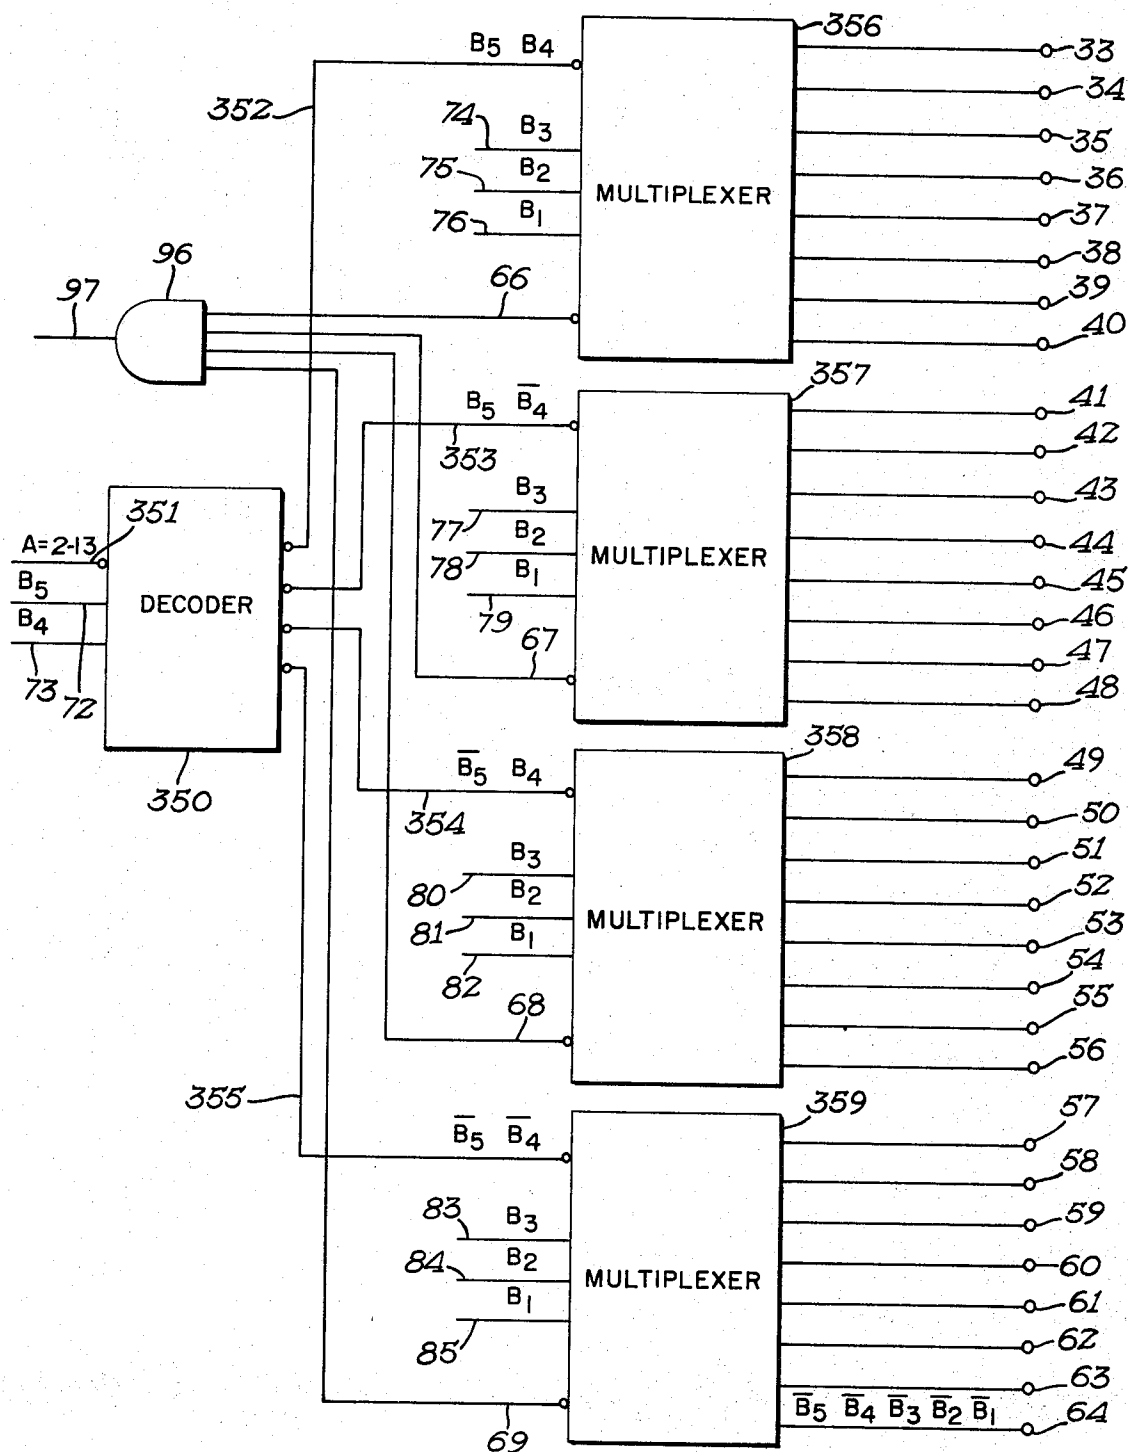 356
B5 B4
33
352
34
74 B3
35
75 B2
36
MULTIPLEXER
76 B1
37
38
96
66
39
97
40
357
B5 B̅4
41
353
42
B3
43
351
77
A=2-13
B2
44
78
MULTIPLEXER
B5
B1
45
DECODER
B4
79
46
67
47
73 72
48
358
B̅5 B4
49
350
354
50
B3
51
80
B2
52
81
MULTIPLEXER
B1
53
82
54
68
55
56
355
359
B̅5 B̅4
57
58
83 B3
59
84 B2
60
MULTIPLEXER
B1
61
85
62
63
B̅5 B̅4 B̅3 B̅2 B̅1
64
69